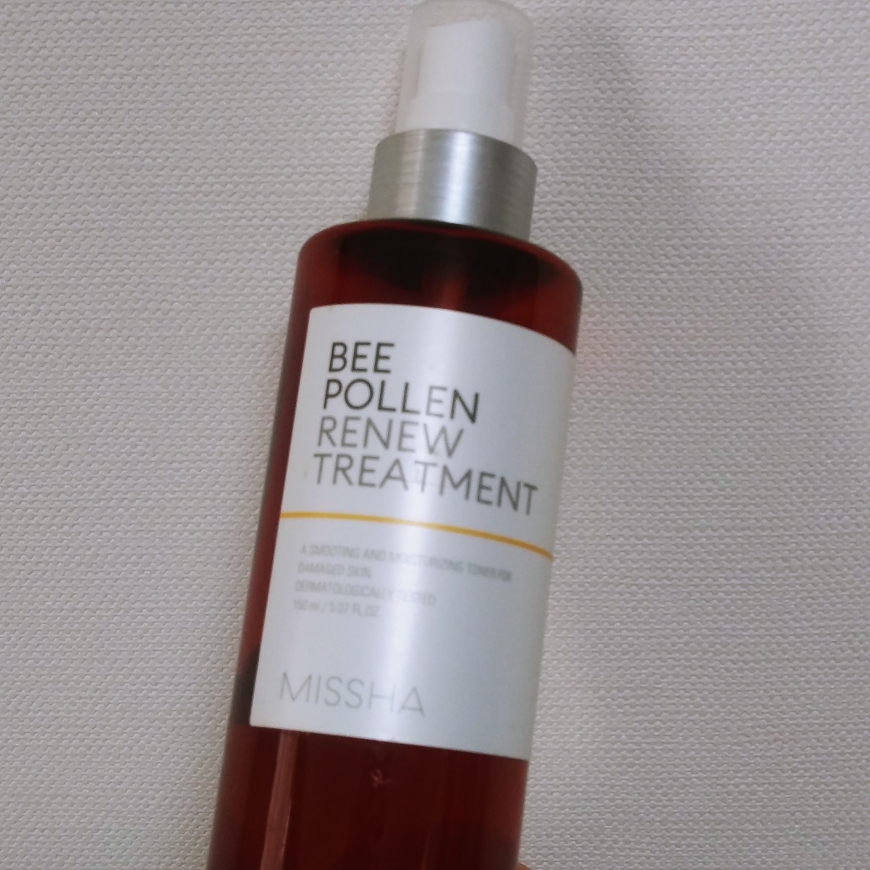 BEE
POLLEN
RENEW
TREATMENT
A SMOOTING AND MOISTURIZING TONER FOR
DAMAGED SKIN
DERMATOLOGICALLY TESTED
150 ml / 5.07 FL.OZ.
MISSHA